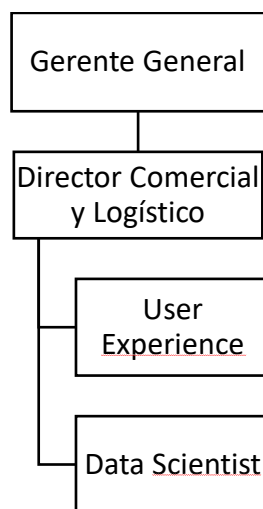 Gerente General
Director Comercial
y Logístico
User
Experience
Data Scientist